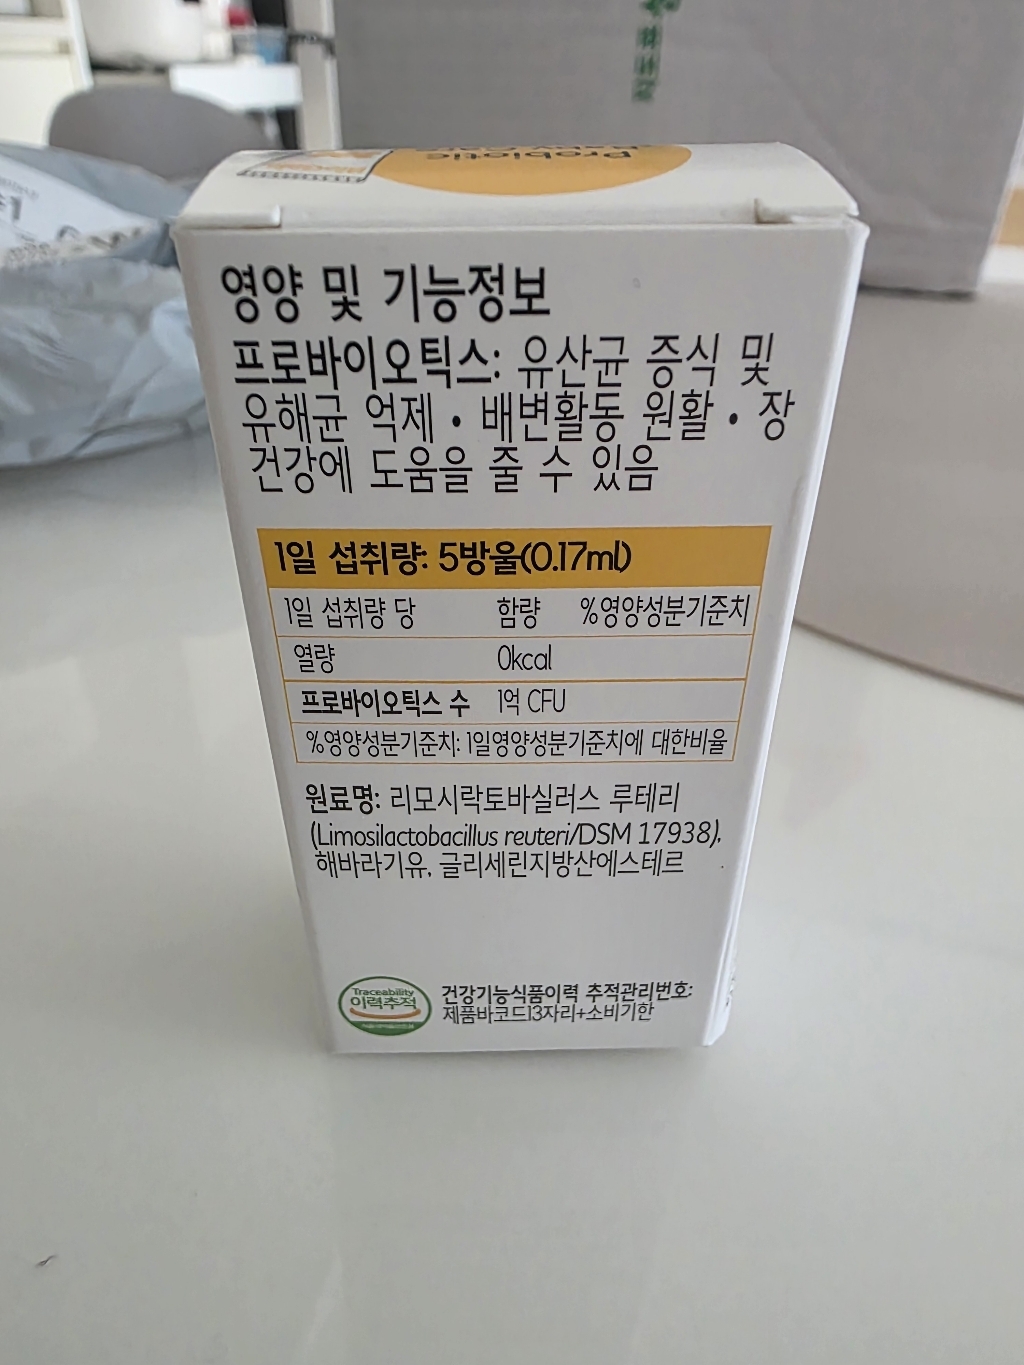 Probiotic
영양 및 기능정보
프로바이오틱스: 유산균 증식 및
유해균 억제 • 배변활동 원활 • 장
건강에 도움을 줄 수 있음
1일 섭취량: 5방울(0.17ml)
1일 섭취량 당 함량 %영양성분기준치
열량 0kcal
프로바이오틱스 수 1억 CFU
%영양성분기준치: 1일영양성분기준치에 대한비율
원료명: 리모시락토바실러스 루테리
(Limosilactobacillus reuteri/DSM 17938),
해바라기유, 글리세린지방산에스테르
Traceability
이력추적
건강기능식품이력 추적관리번호:
제품바코드13자리+소비기한